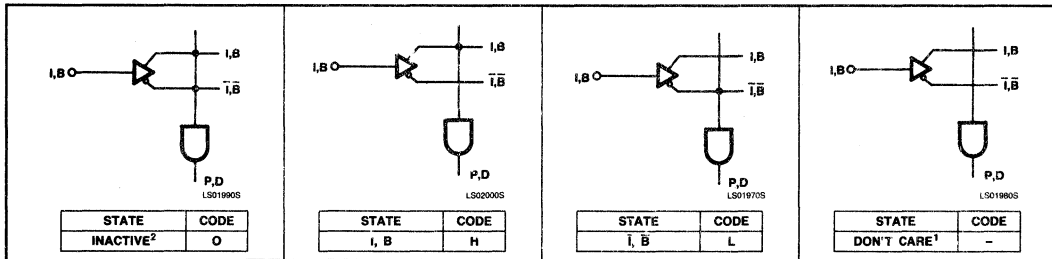 I,B
I,B
I̅,B̅
P,D
LS01990S
STATE CODE
INACTIVE² O
I,B
I,B
I̅,B̅
P,D
LS02000S
STATE CODE
I, B H
I,B
I,B
I̅,B̅
P,D
LS01970S
STATE CODE
I̅, B̅ L
I,B
I,B
I̅,B̅
P,D
LS01980S
STATE CODE
DON'T CARE¹ –